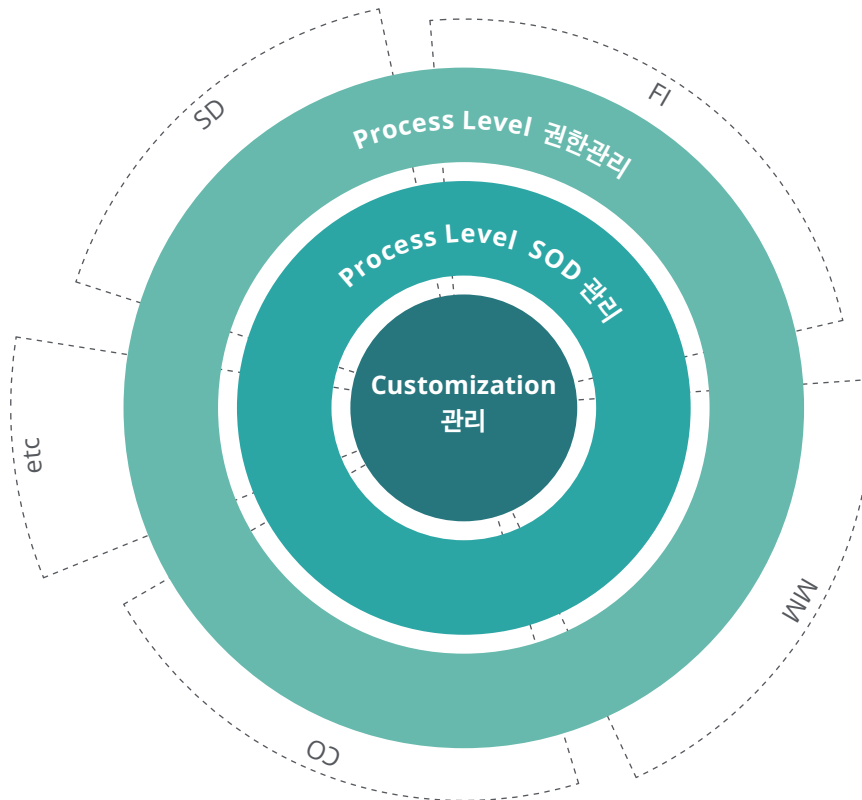 SD
FI
Process Level 권한관리
Process Level SOD 관리
Customization
관리
etc
MM
CO